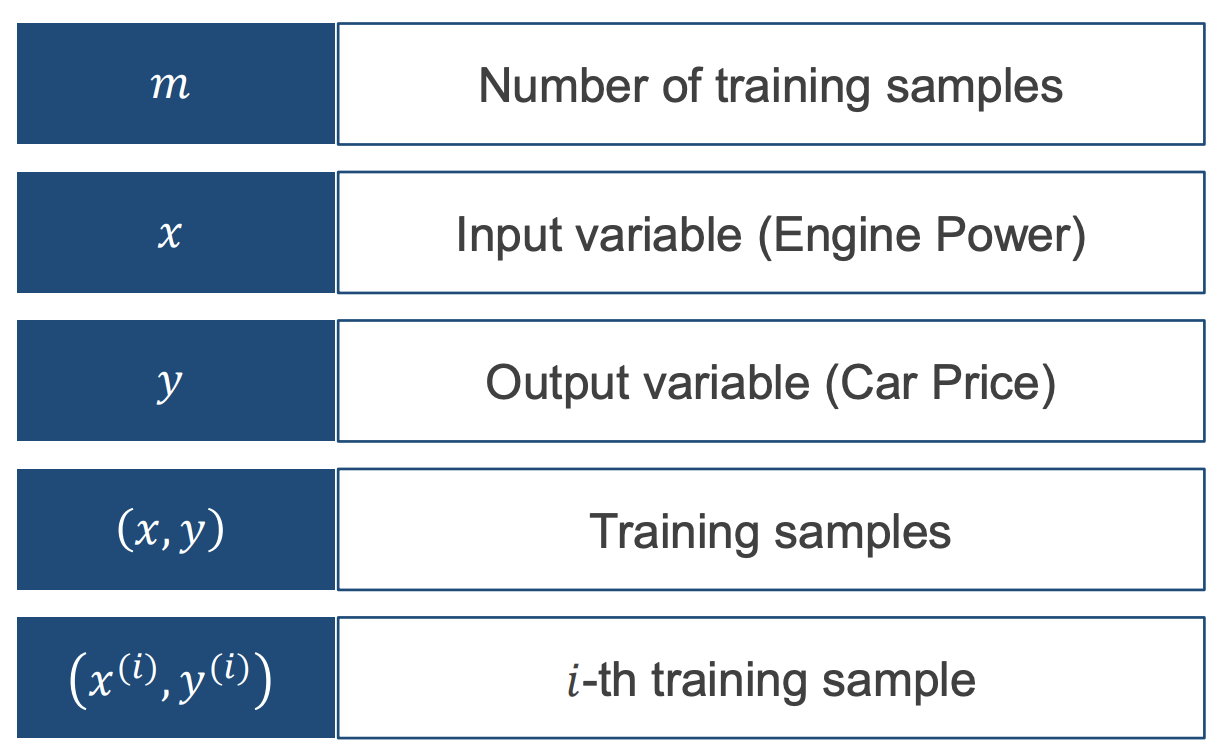 m
Number of training samples
x
Input variable (Engine Power)
y
Output variable (Car Price)
(x, y)
Training samples
(x⁽ⁱ⁾, y⁽ⁱ⁾)
i-th training sample